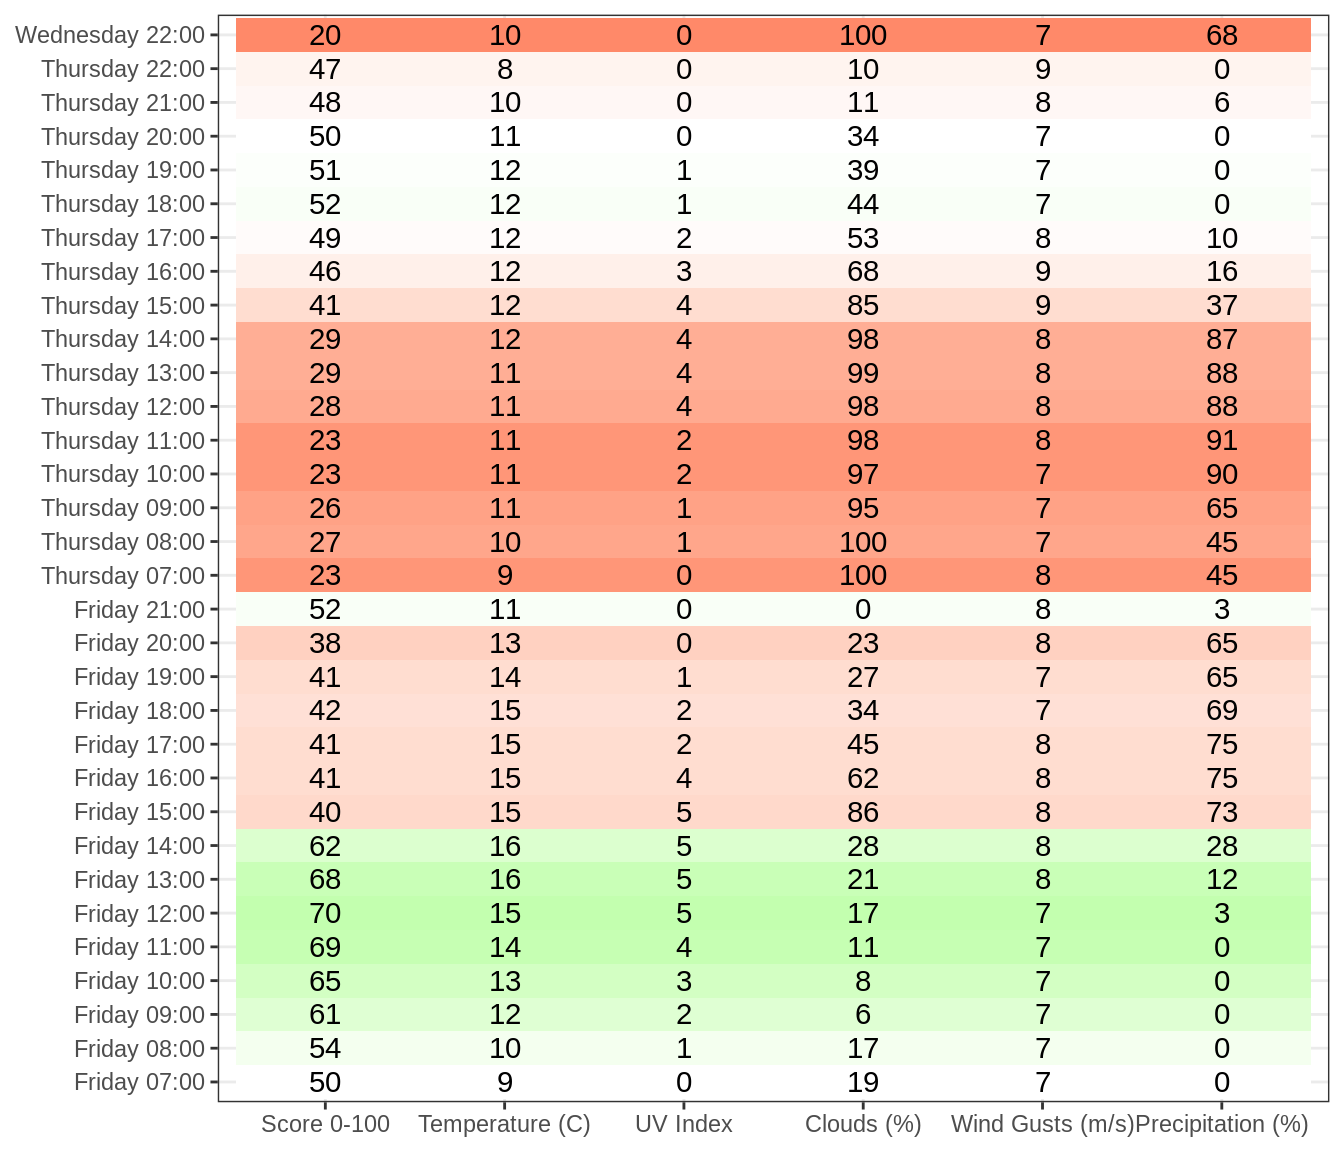 Wednesday 22:00 20 10 0 100 7 68
Thursday 22:00 47 8 0 10 9 0
Thursday 21:00 48 10 0 11 8 6
Thursday 20:00 50 11 0 34 7 0
Thursday 19:00 51 12 1 39 7 0
Thursday 18:00 52 12 1 44 7 0
Thursday 17:00 49 12 2 53 8 10
Thursday 16:00 46 12 3 68 9 16
Thursday 15:00 41 12 4 85 9 37
Thursday 14:00 29 12 4 98 8 87
Thursday 13:00 29 11 4 99 8 88
Thursday 12:00 28 11 4 98 8 88
Thursday 11:00 23 11 2 98 8 91
Thursday 10:00 23 11 2 97 7 90
Thursday 09:00 26 11 1 95 7 65
Thursday 08:00 27 10 1 100 7 45
Thursday 07:00 23 9 0 100 8 45
Friday 21:00 52 11 0 0 8 3
Friday 20:00 38 13 0 23 8 65
Friday 19:00 41 14 1 27 7 65
Friday 18:00 42 15 2 34 7 69
Friday 17:00 41 15 2 45 8 75
Friday 16:00 41 15 4 62 8 75
Friday 15:00 40 15 5 86 8 73
Friday 14:00 62 16 5 28 8 28
Friday 13:00 68 16 5 21 8 12
Friday 12:00 70 15 5 17 7 3
Friday 11:00 69 14 4 11 7 0
Friday 10:00 65 13 3 8 7 0
Friday 09:00 61 12 2 6 7 0
Friday 08:00 54 10 1 17 7 0
Friday 07:00 50 9 0 19 7 0
Score 0-100 Temperature (C) UV Index Clouds (%) Wind Gusts (m/s) Precipitation (%)